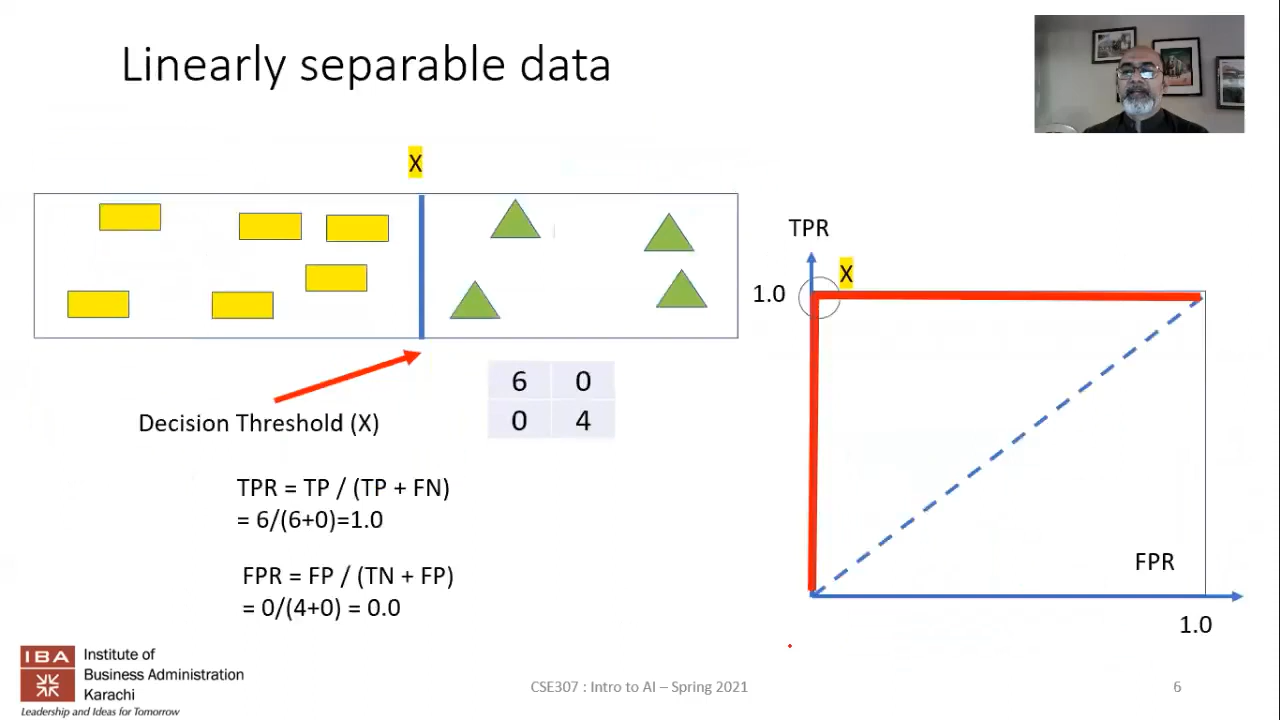 Linearly separable data
X
TPR
X
1.0
6 0
0 4
Decision Threshold (X)
TPR = TP / (TP + FN)
= 6/(6+0)=1.0
FPR = FP / (TN + FP)
= 0/(4+0) = 0.0
FPR
1.0
IBA
Institute of
Business Administration
Karachi
Leadership and Ideas for Tomorrow
CSE307 : Intro to AI – Spring 2021
6